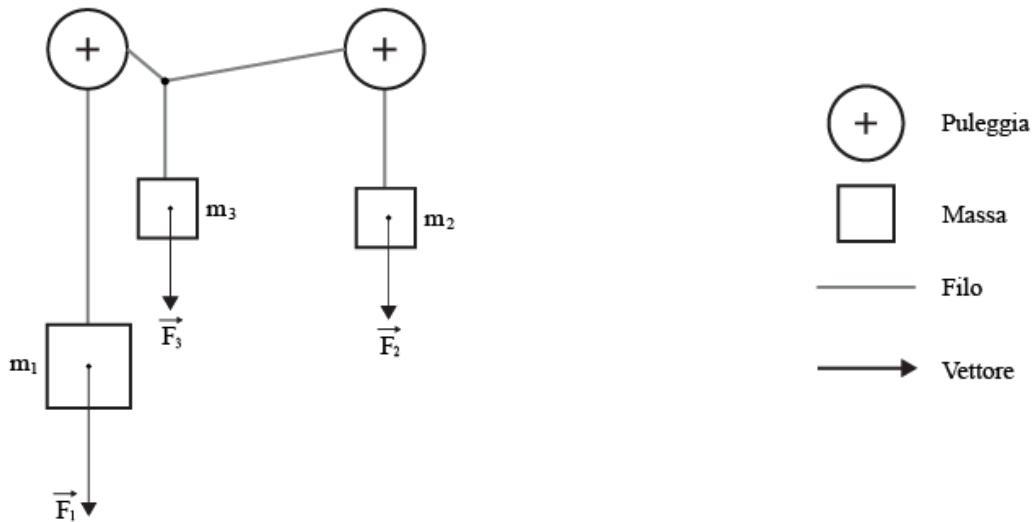 m₃
m₂
F₃
F₂
m₁
F₁
+ Puleggia
Massa
Filo
Vettore